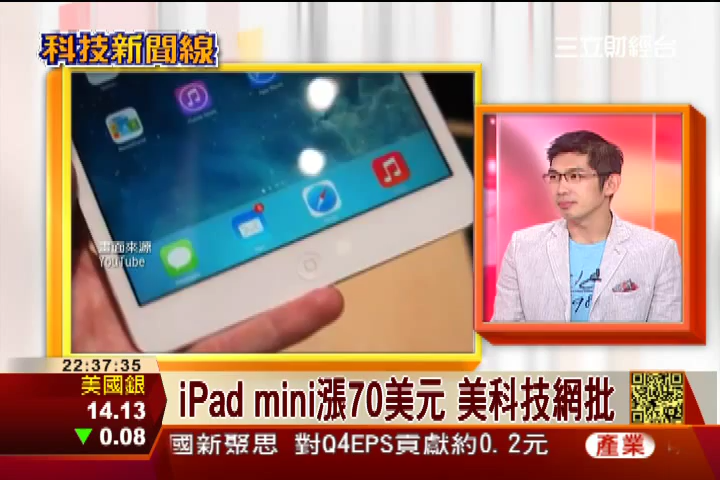 科技新聞線
三立財經台
畫面來源
YouTube
22:37:35
美國銀
14.13
▼0.08
iPad mini漲70美元 美科技網批
國新聚思 對Q4EPS貢獻約0.2元
產業